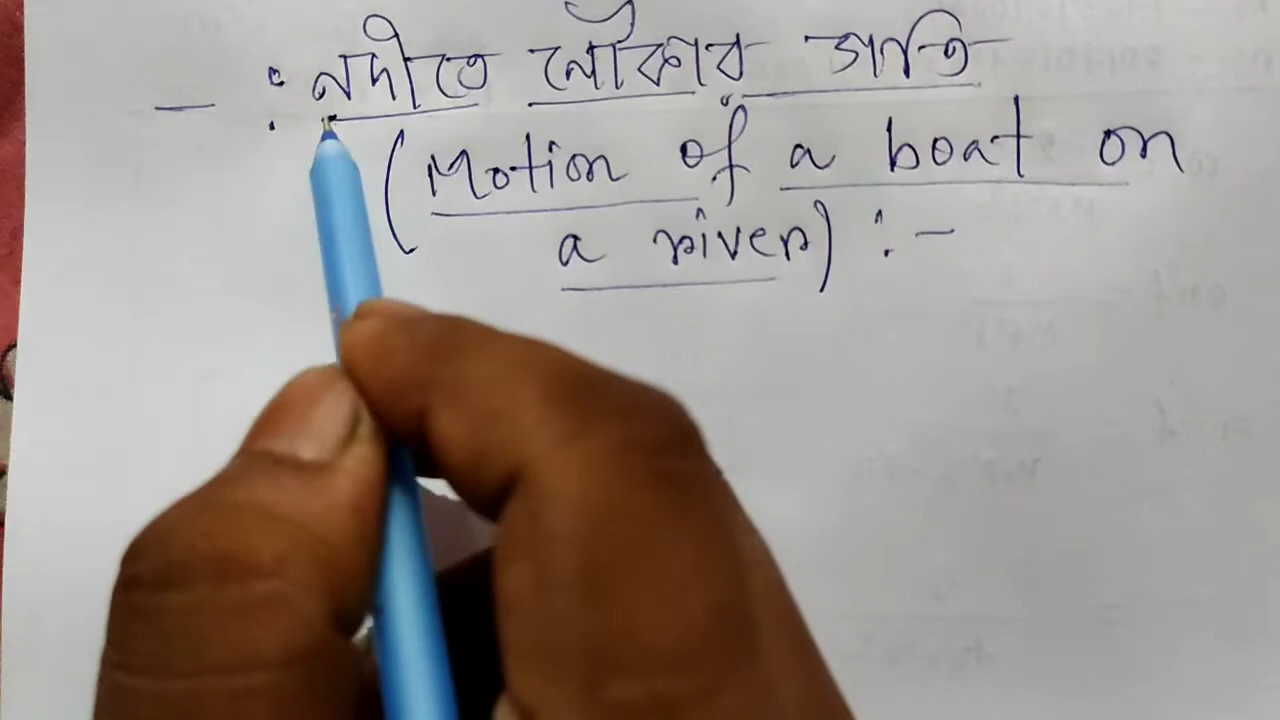 – : নদীতে নৌকার গতি
(Motion of a boat on
a river) :–